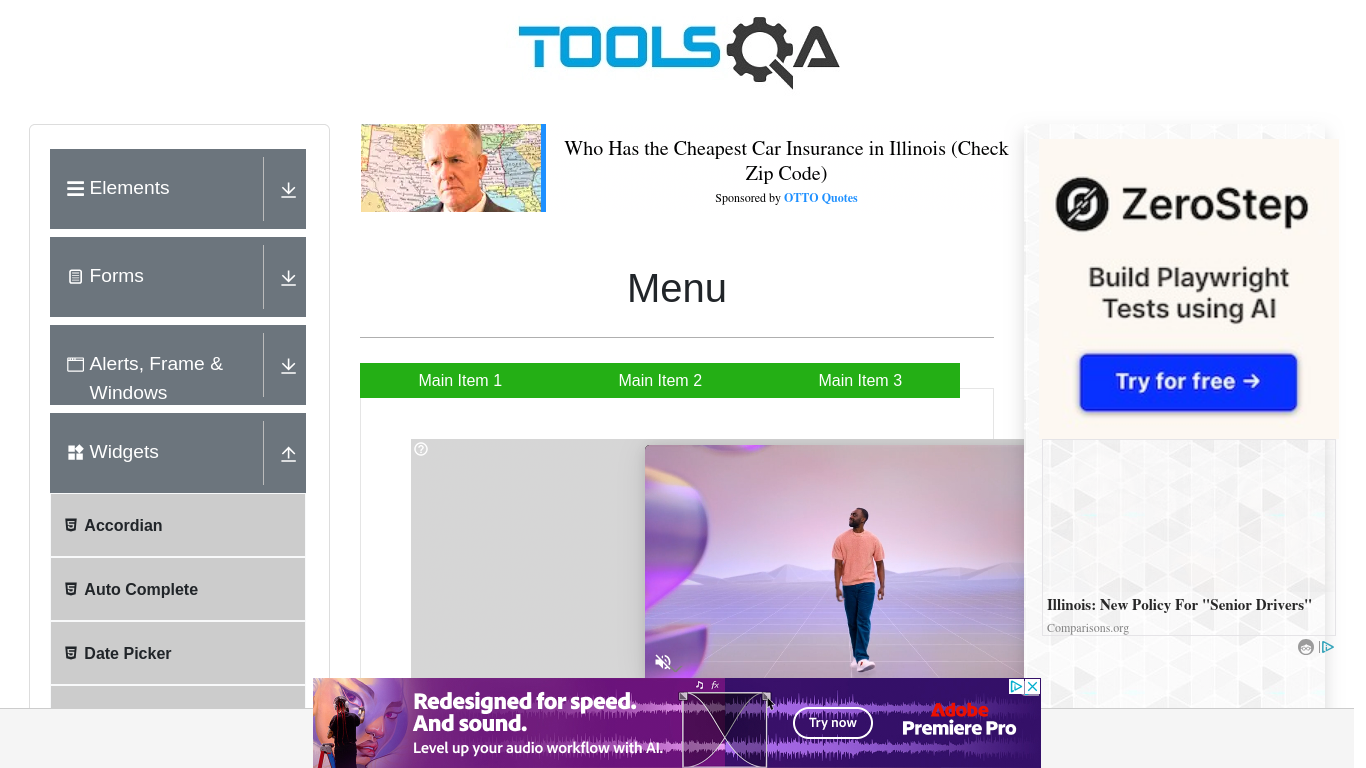 TOOLSQA
Elements
Forms
Alerts, Frame &
Windows
Widgets
Accordian
Auto Complete
Date Picker
Who Has the Cheapest Car Insurance in Illinois (Check
Zip Code)
Sponsored by OTTO Quotes
Menu
Main Item 1
Main Item 2
Main Item 3
ZeroStep
Build Playwright
Tests using AI
Try for free →
Illinois: New Policy For "Senior Drivers"
Comparisons.org
Redesigned for speed.
And sound.
Level up your audio workflow with AI.
fx
Try now
Adobe
Premiere Pro